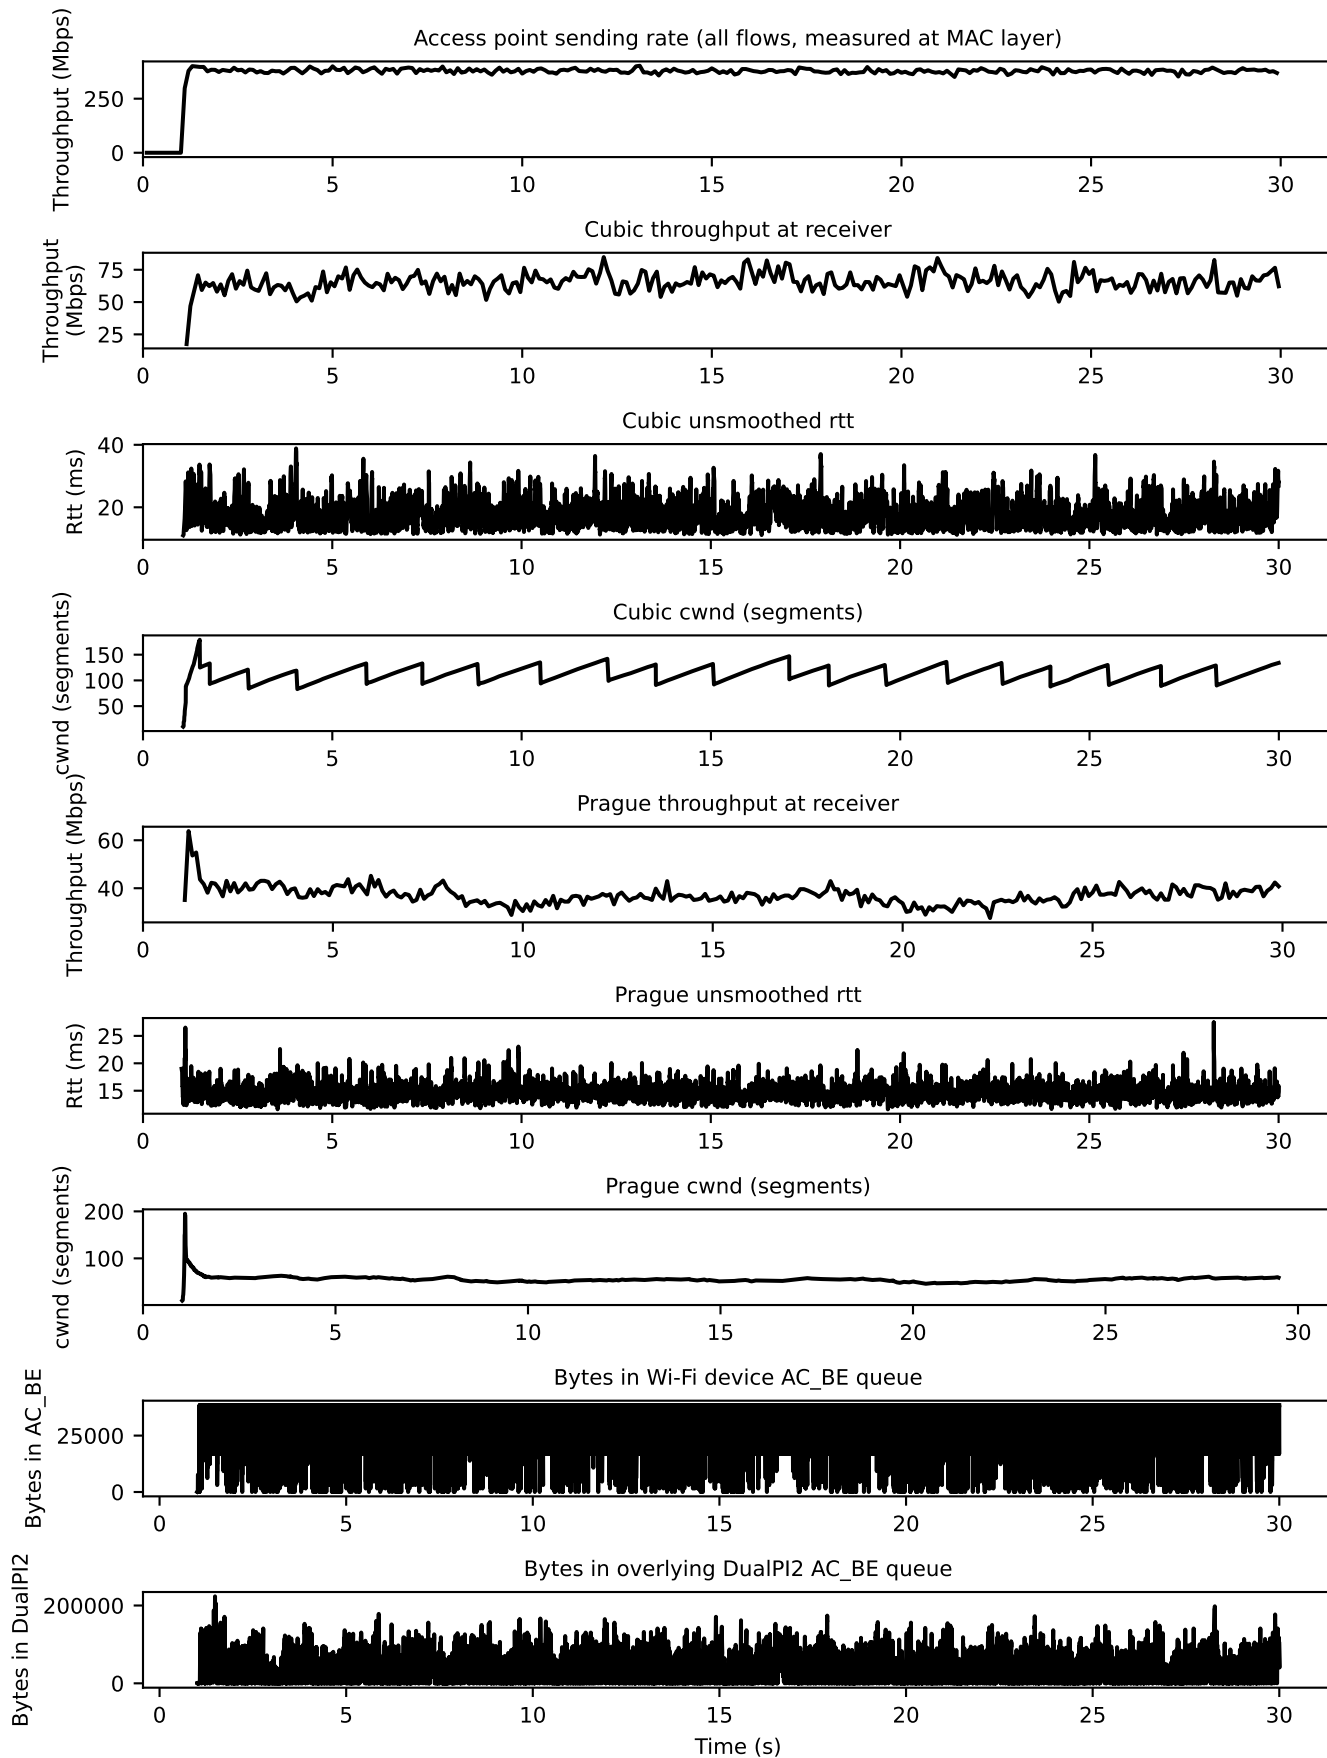 Access point sending rate (all flows, measured at MAC layer)
Throughput (Mbps)
250
0
0 5 10 15 20 25 30
Cubic throughput at receiver
Throughput
(Mbps)
75
50
25
0 5 10 15 20 25 30
Cubic unsmoothed rtt
Rtt (ms)
40
20
0 5 10 15 20 25 30
Cubic cwnd (segments)
cwnd (segments)
150
100
50
0 5 10 15 20 25 30
Prague throughput at receiver
Throughput (Mbps)
60
40
0 5 10 15 20 25 30
Prague unsmoothed rtt
Rtt (ms)
25
20
15
0 5 10 15 20 25 30
Prague cwnd (segments)
cwnd (segments)
200
100
0 5 10 15 20 25 30
Bytes in Wi-Fi device AC_BE queue
Bytes in AC_BE
25000
0
0 5 10 15 20 25 30
Bytes in overlying DualPI2 AC_BE queue
Bytes in DualPI2
200000
0
0 5 10 15 20 25 30
Time (s)